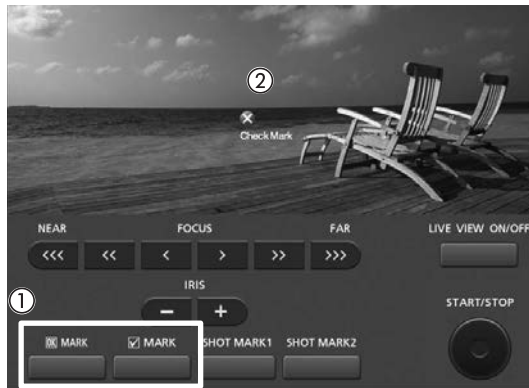 ②
Check Mark
NEAR FOCUS FAR LIVE VIEW ON/OFF
<<< << < > >> >>>
IRIS
①
− +
START/STOP
OK MARK ☑ MARK SHOT MARK1 SHOT MARK2